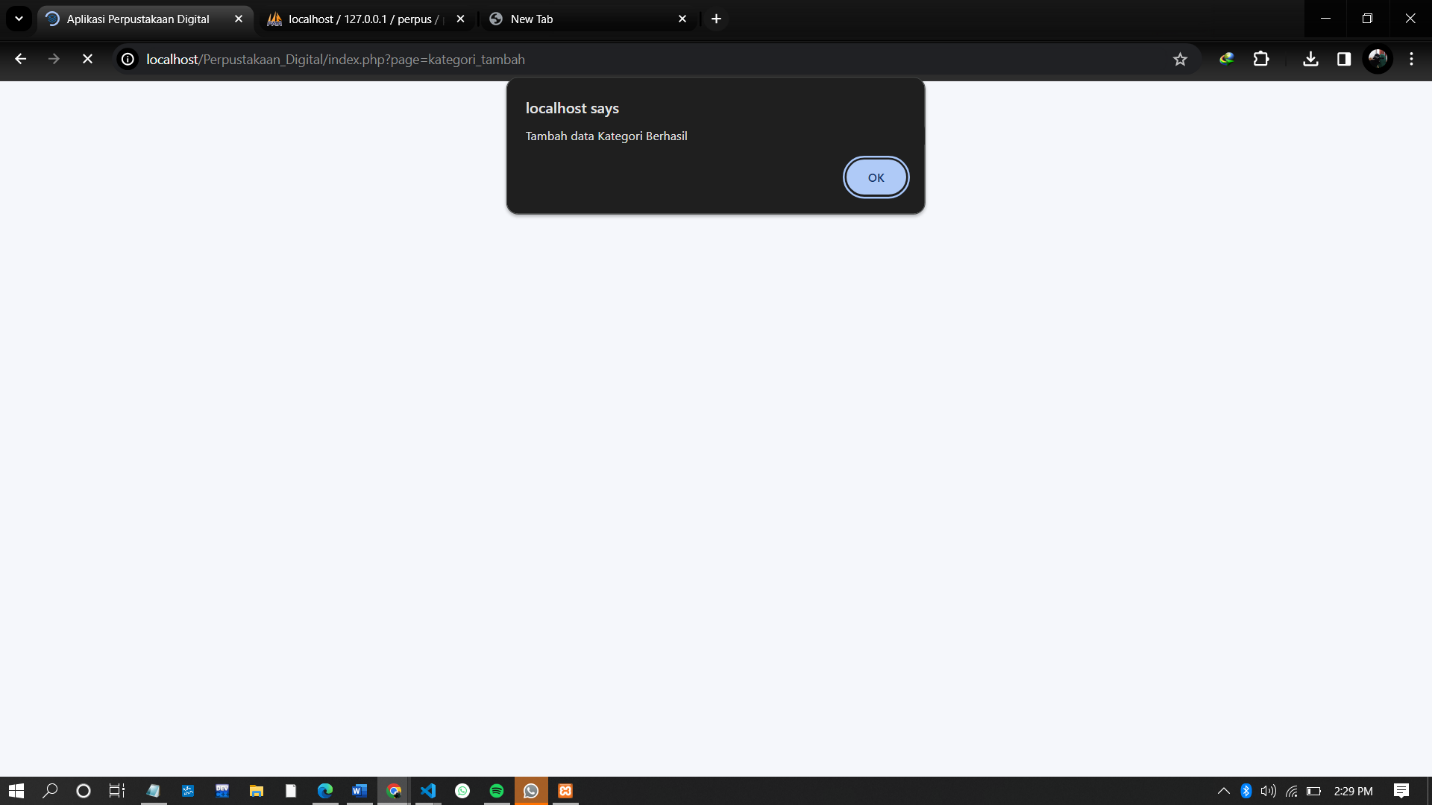 Aplikasi Perpustakaan Digital
localhost / 127.0.0.1 / perpus /
New Tab
localhost/Perpustakaan_Digital/index.php?page=kategori_tambah
localhost says
Tambah data Kategori Berhasil
OK
DEV
2:29 PM